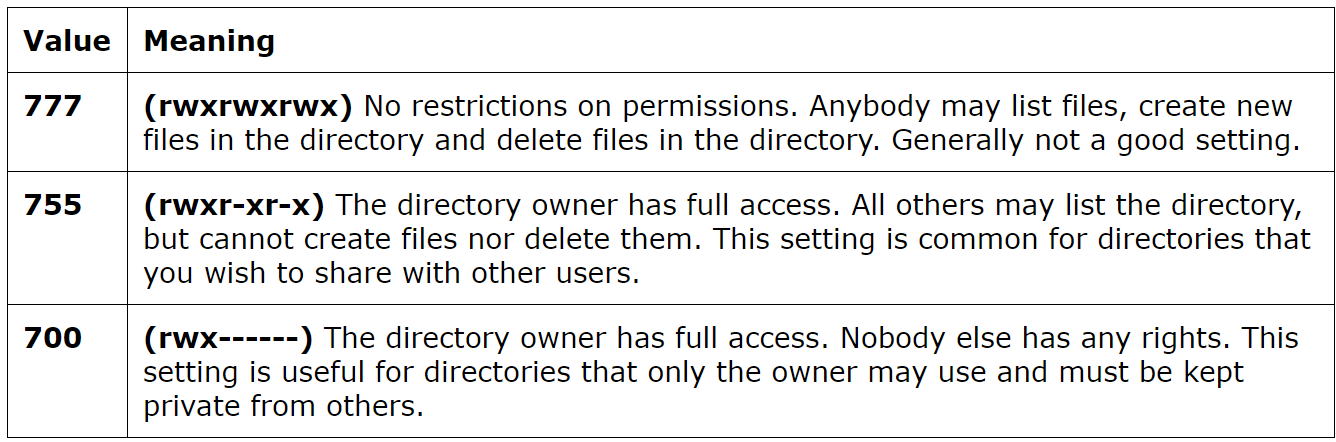 Value Meaning
777 (rwxrwxrwx) No restrictions on permissions. Anybody may list files, create new
files in the directory and delete files in the directory. Generally not a good setting.
755 (rwxr-xr-x) The directory owner has full access. All others may list the directory,
but cannot create files nor delete them. This setting is common for directories that
you wish to share with other users.
700 (rwx------) The directory owner has full access. Nobody else has any rights. This
setting is useful for directories that only the owner may use and must be kept
private from others.